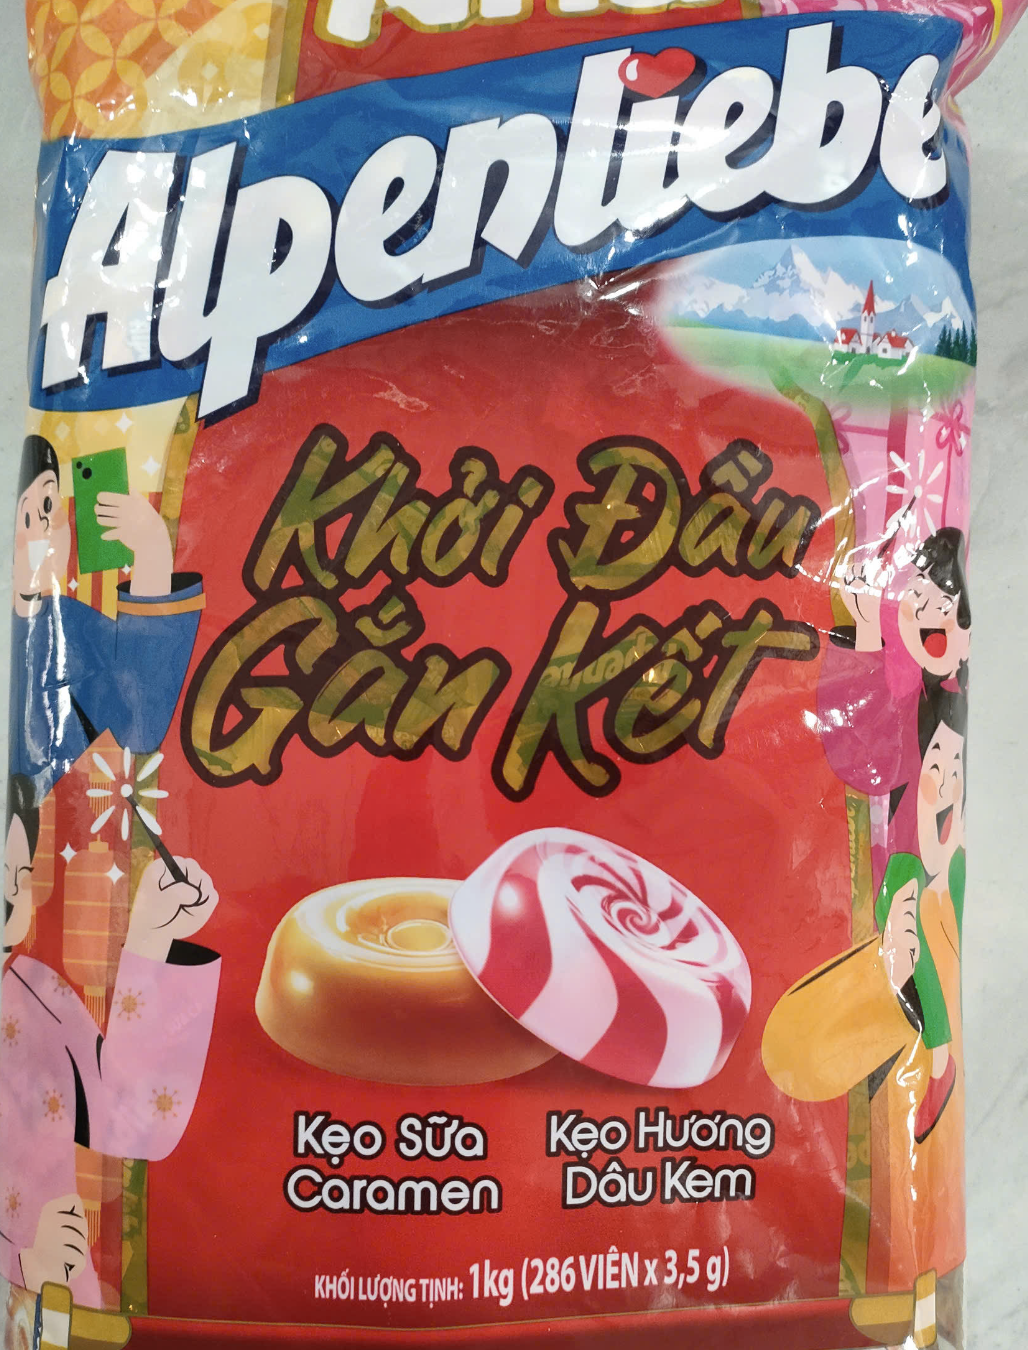 Alpenliebe
Khởi Đầu
Gắn Kết
Kẹo Sữa
Caramen
Kẹo Hương
Dâu Kem
KHỐI LƯỢNG TỊNH: 1kg (286 VIÊN x 3,5 g)